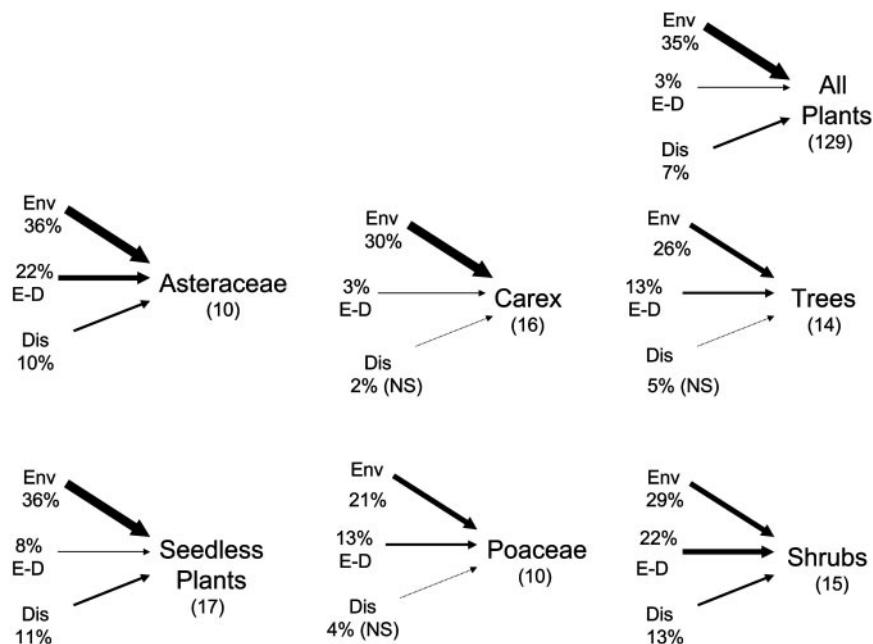 Env
35%
3%
E-D
Dis
7%
All
Plants
(129)
Env
36%
22%
E-D
Dis
10%
Asteraceae
(10)
Env
30%
3%
E-D
Dis
2% (NS)
Carex
(16)
Env
26%
13%
E-D
Dis
5% (NS)
Trees
(14)
Env
36%
8%
E-D
Dis
11%
Seedless
Plants
(17)
Env
21%
13%
E-D
Dis
4% (NS)
Poaceae
(10)
Env
29%
22%
E-D
Dis
13%
Shrubs
(15)